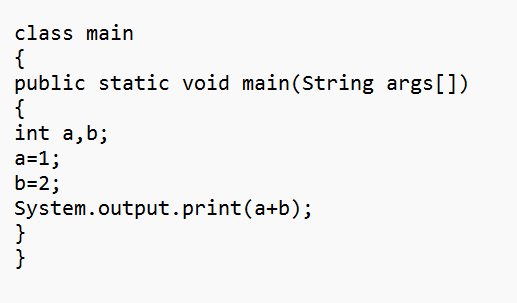 class main
{
public static void main(String args[])
{
int a,b;
a=1;
b=2;
System.output.print(a+b);
}
}